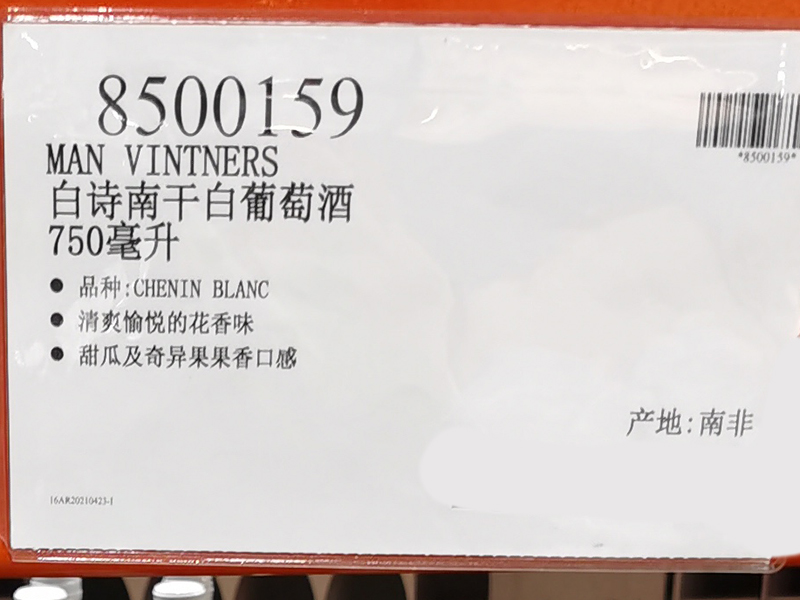 8500159
*8500159*
MAN VINTNERS
白诗南干白葡萄酒
750毫升
● 品种:CHENIN BLANC
● 清爽愉悦的花香味
● 甜瓜及奇异果果香口感
产地:南非
16AR20210423-1